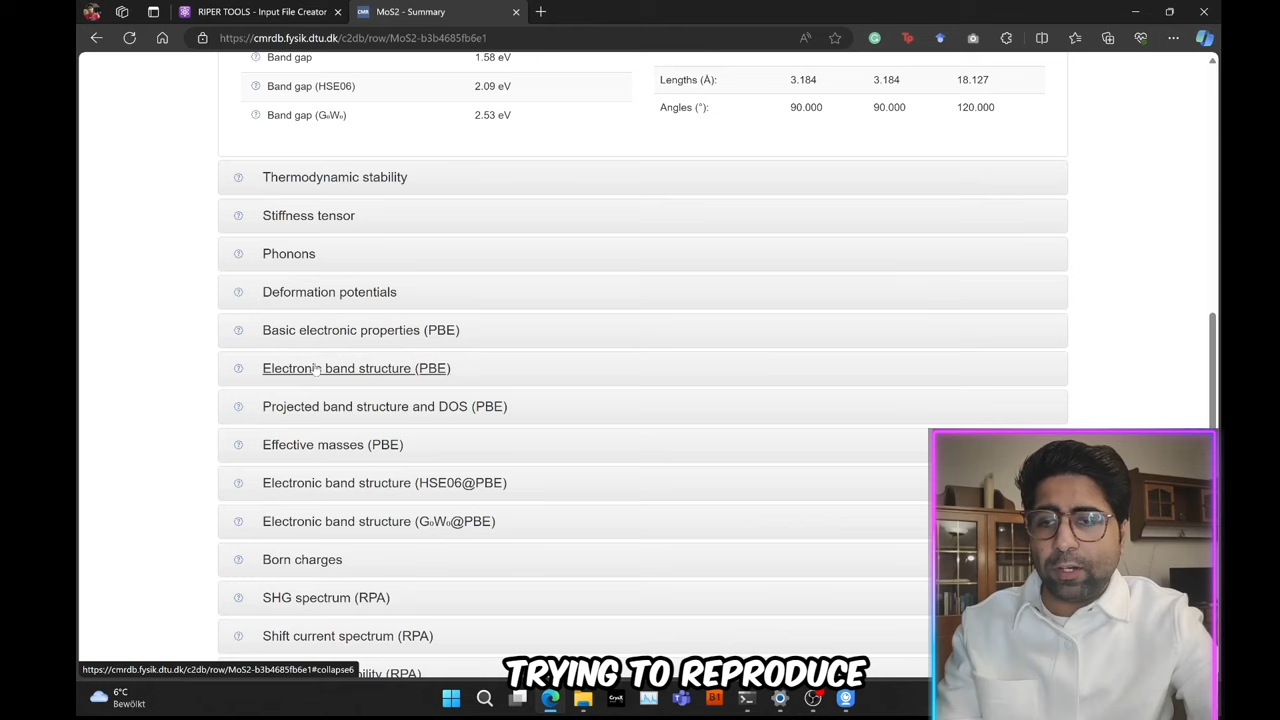 RIPER TOOLS - Input File Creator
CMR MoS2 - Summary
https://cmrdb.fysik.dtu.dk/c2db/row/MoS2-b3b4685fb6e1
Band gap 1.58 eV
Band gap (HSE06) 2.09 eV
Band gap (G₀W₀) 2.53 eV
Lengths (Å): 3.184 3.184 18.127
Angles (°): 90.000 90.000 120.000
Thermodynamic stability
Stiffness tensor
Phonons
Deformation potentials
Basic electronic properties (PBE)
Electronic band structure (PBE)
Projected band structure and DOS (PBE)
Effective masses (PBE)
Electronic band structure (HSE06@PBE)
Electronic band structure (G₀W₀@PBE)
Born charges
SHG spectrum (RPA)
Shift current spectrum (RPA)
https://cmrdb.fysik.dtu.dk/c2db/row/MoS2-b3b4685fb6e1#collapse6
(RPA)
TRYING TO REPRODUCE
6°C
Bewölkt